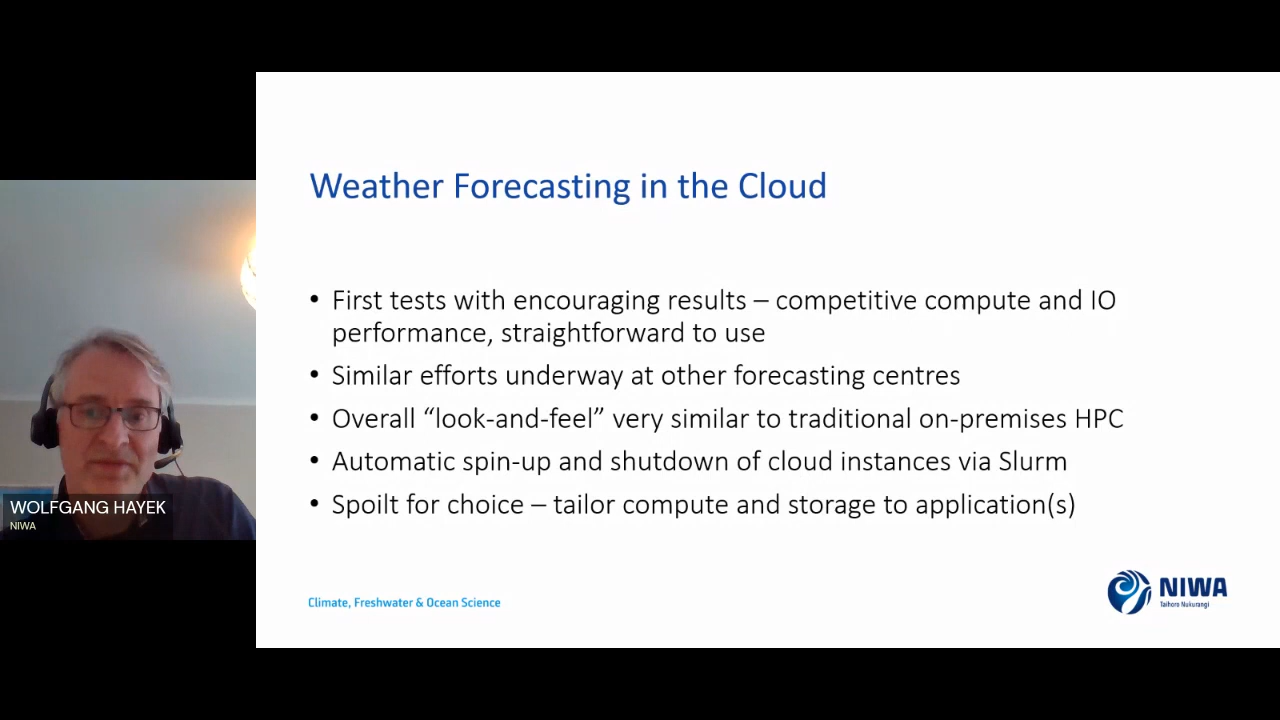 Weather Forecasting in the Cloud
• First tests with encouraging results – competitive compute and IO
performance, straightforward to use
• Similar efforts underway at other forecasting centres
• Overall “look-and-feel” very similar to traditional on-premises HPC
• Automatic spin-up and shutdown of cloud instances via Slurm
• Spoilt for choice – tailor compute and storage to application(s)
WOLFGANG HAYEK
NIWA
Climate, Freshwater & Ocean Science
NIWA
Taihoro Nukurangi